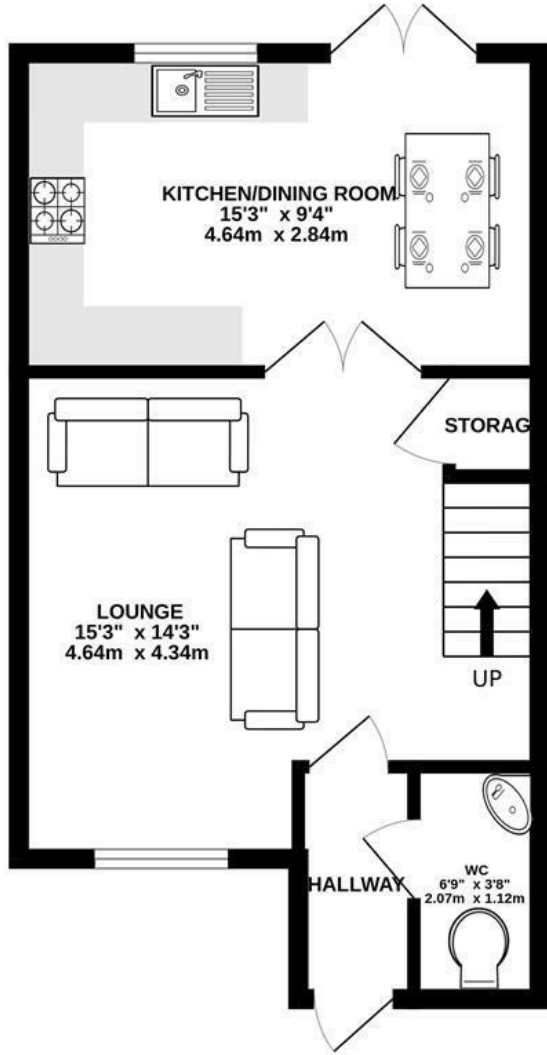 KITCHEN/DINING ROOM
15'3" x 9'4"
4.64m x 2.84m
STORAG
LOUNGE
15'3" x 14'3"
4.64m x 4.34m
UP
HALLWAY
WC
6'9" x 3'8"
2.07m x 1.12m